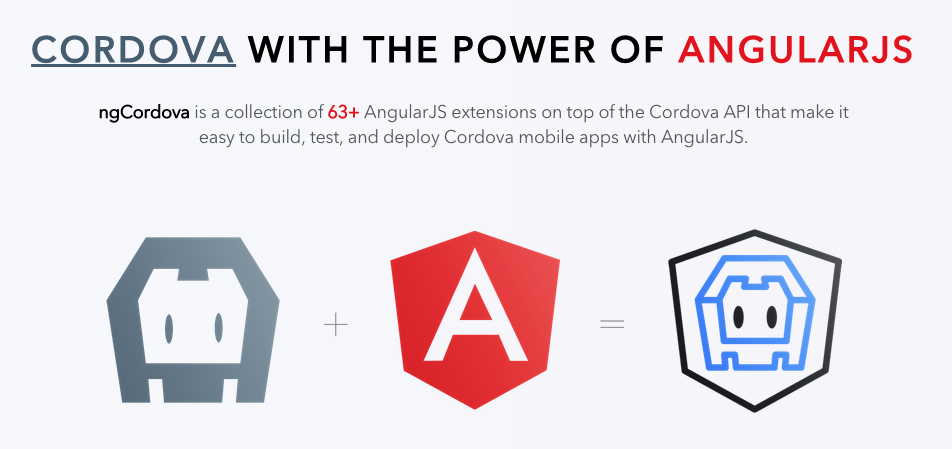 CORDOVA WITH THE POWER OF ANGULARJS
ngCordova is a collection of 63+ AngularJS extensions on top of the Cordova API that make it
easy to build, test, and deploy Cordova mobile apps with AngularJS.
+ A =